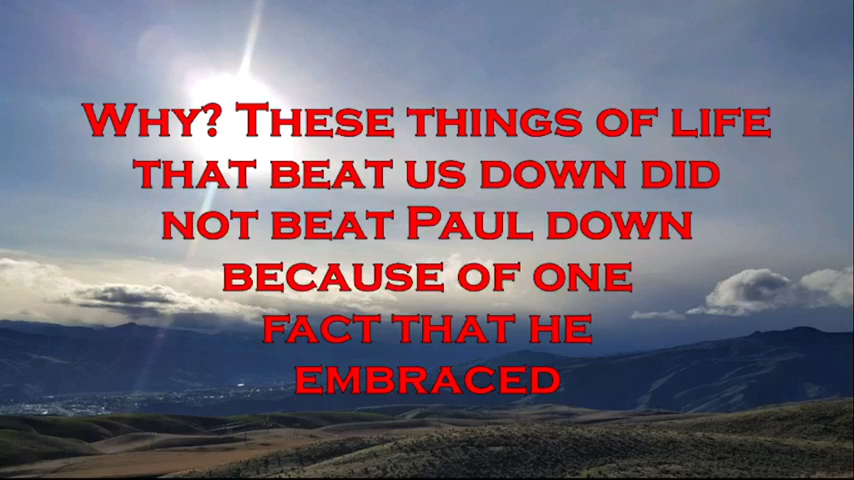 Why? These things of life
that beat us down did
not beat Paul down
because of one
fact that he
embraced